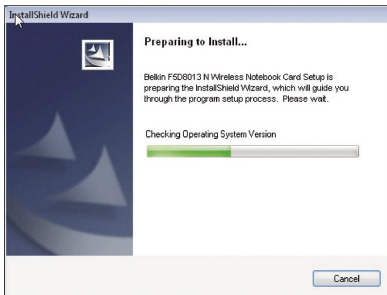 InstallShield Wizard
Preparing to Install...
Belkin F5D8013 N Wireless Notebook Card Setup is
preparing the InstallShield Wizard, which will guide you
through the program setup process. Please wait.
Checking Operating System Version
Cancel